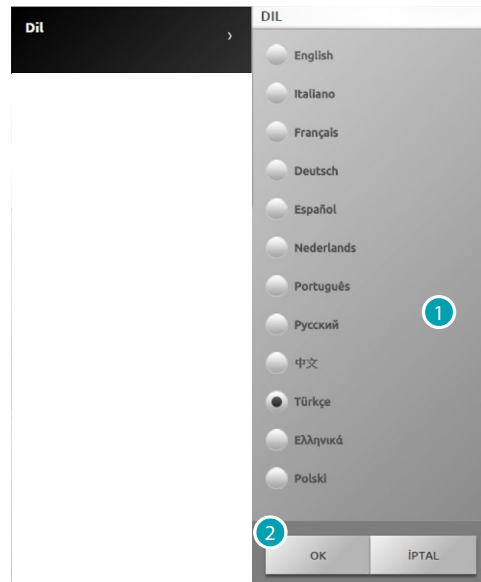 Dil
›
DIL
English
Italiano
Français
Deutsch
Español
Nederlands
Português
1
Русский
中文
Türkçe
Ελληνικά
Polski
2
OK
İPTAL